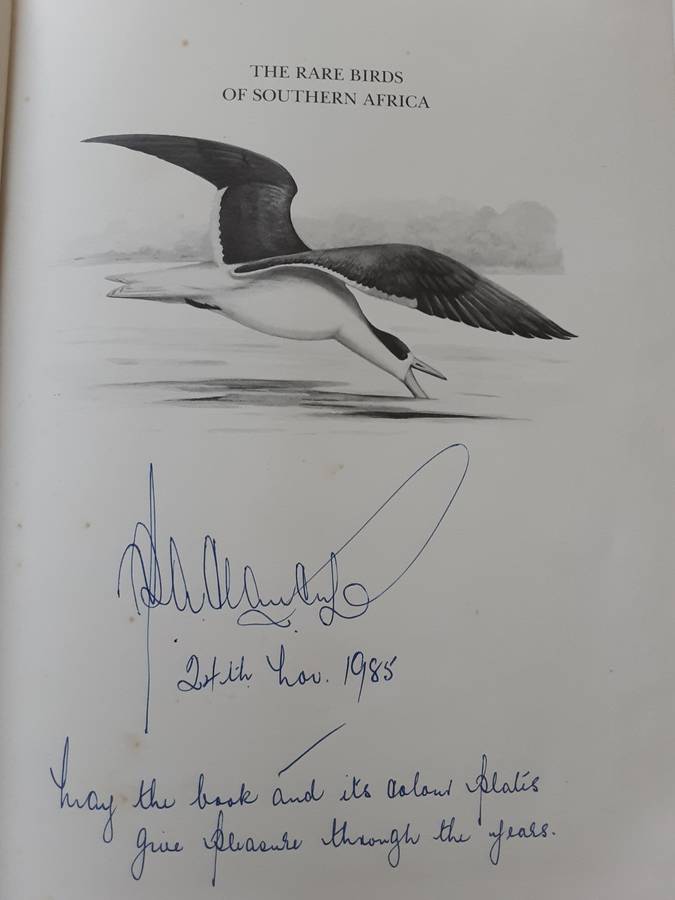 THE RARE BIRDS
OF SOUTHERN AFRICA
24th Nov. 1985
May the book and its colour plates
give pleasure through the years.